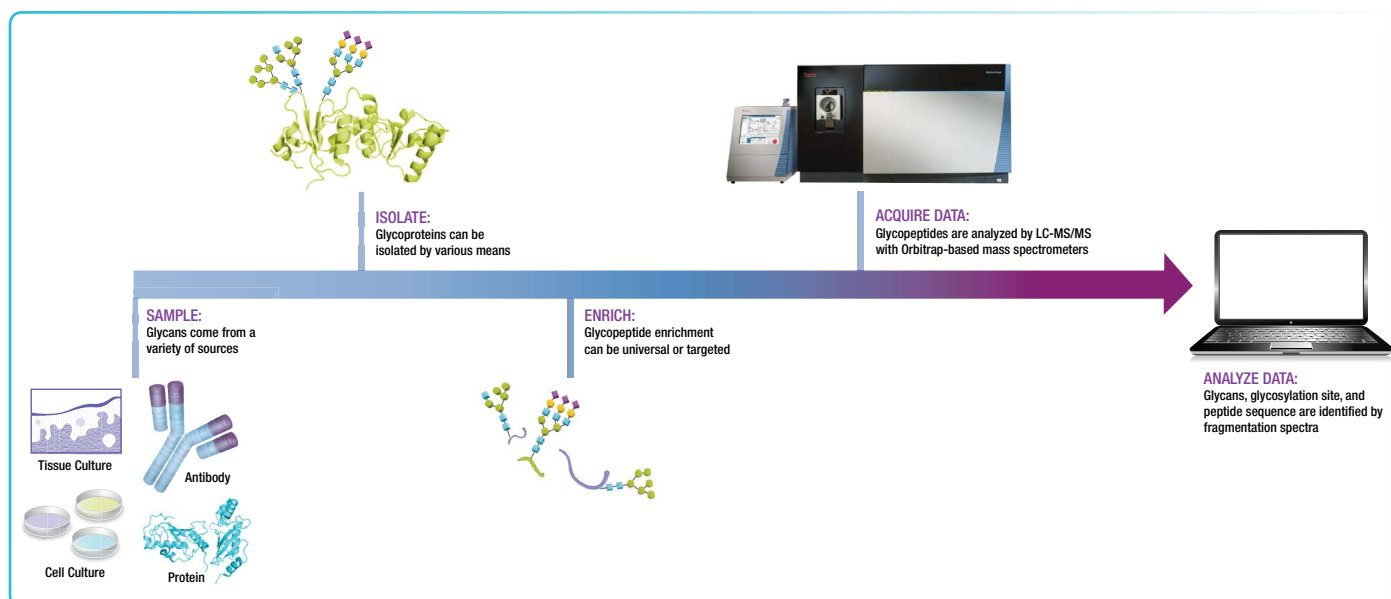 ISOLATE:
Glycoproteins can be
isolated by various means
ACQUIRE DATA:
Glycopeptides are analyzed by LC-MS/MS
with Orbitrap-based mass spectrometers
SAMPLE:
Glycans come from a
variety of sources
ENRICH:
Glycopeptide enrichment
can be universal or targeted
ANALYZE DATA:
Glycans, glycosylation site, and
peptide sequence are identified by
fragmentation spectra
Tissue Culture
Antibody
Cell Culture
Protein